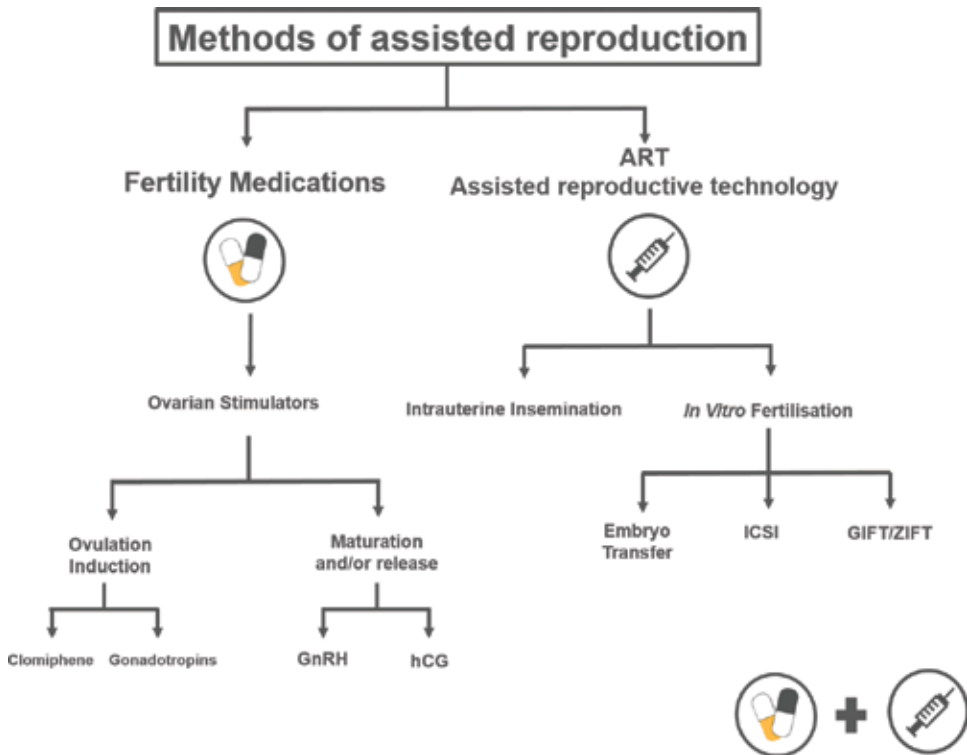 Methods of assisted reproduction
Fertility Medications
ART
Assisted reproductive technology
Ovarian Stimulators
Intrauterine Insemination
In Vitro Fertilisation
Ovulation
Induction
Maturation
and/or release
Embryo
Transfer
ICSI
GIFT/ZIFT
Clomiphene
Gonadotropins
GnRH
hCG
+